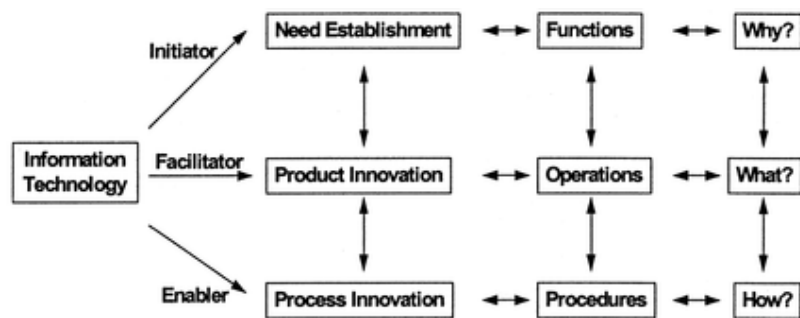 Need Establishment
Functions
Why?
Initiator
Information
Technology
Facilitator
Product Innovation
Operations
What?
Enabler
Process Innovation
Procedures
How?